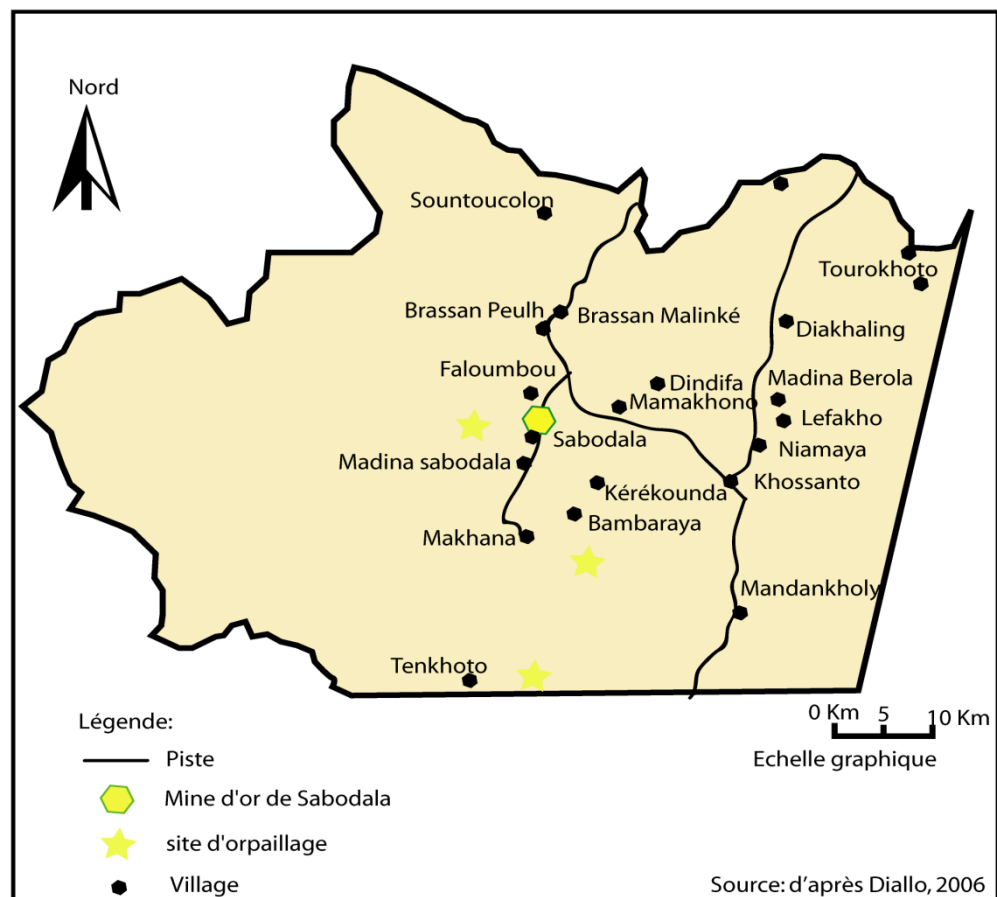 Nord
Sountoucolon
Tourokhoto
Brassan Peulh
Brassan Malinké
Diakhaling
Faloumbou
Dindifa
Madina Berola
Mamakhono
Lefakho
Sabodala
Niamaya
Madina sabodala
Kérékounda
Khossanto
Bambaraya
Makhana
Mandankholy
Tenkhoto
0 Km 5 10 Km
Echelle graphique
Légende:
Piste
Mine d'or de Sabodala
site d'orpaillage
Village
Source: d'après Diallo, 2006